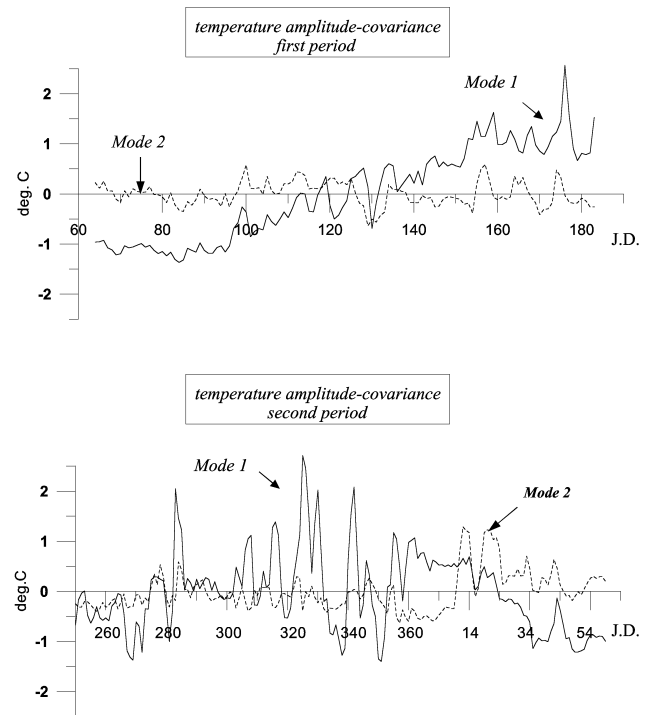 temperature amplitude-covariance
first period
2
Mode 1
Mode 2
1
deg. C
0
60 80 100 120 140 160 180 J.D.
-1
-2
temperature amplitude-covariance
second period
Mode 1
2
Mode 2
1
deg.C
0
260 280 300 320 340 360 14 34 54 J.D.
-1
-2